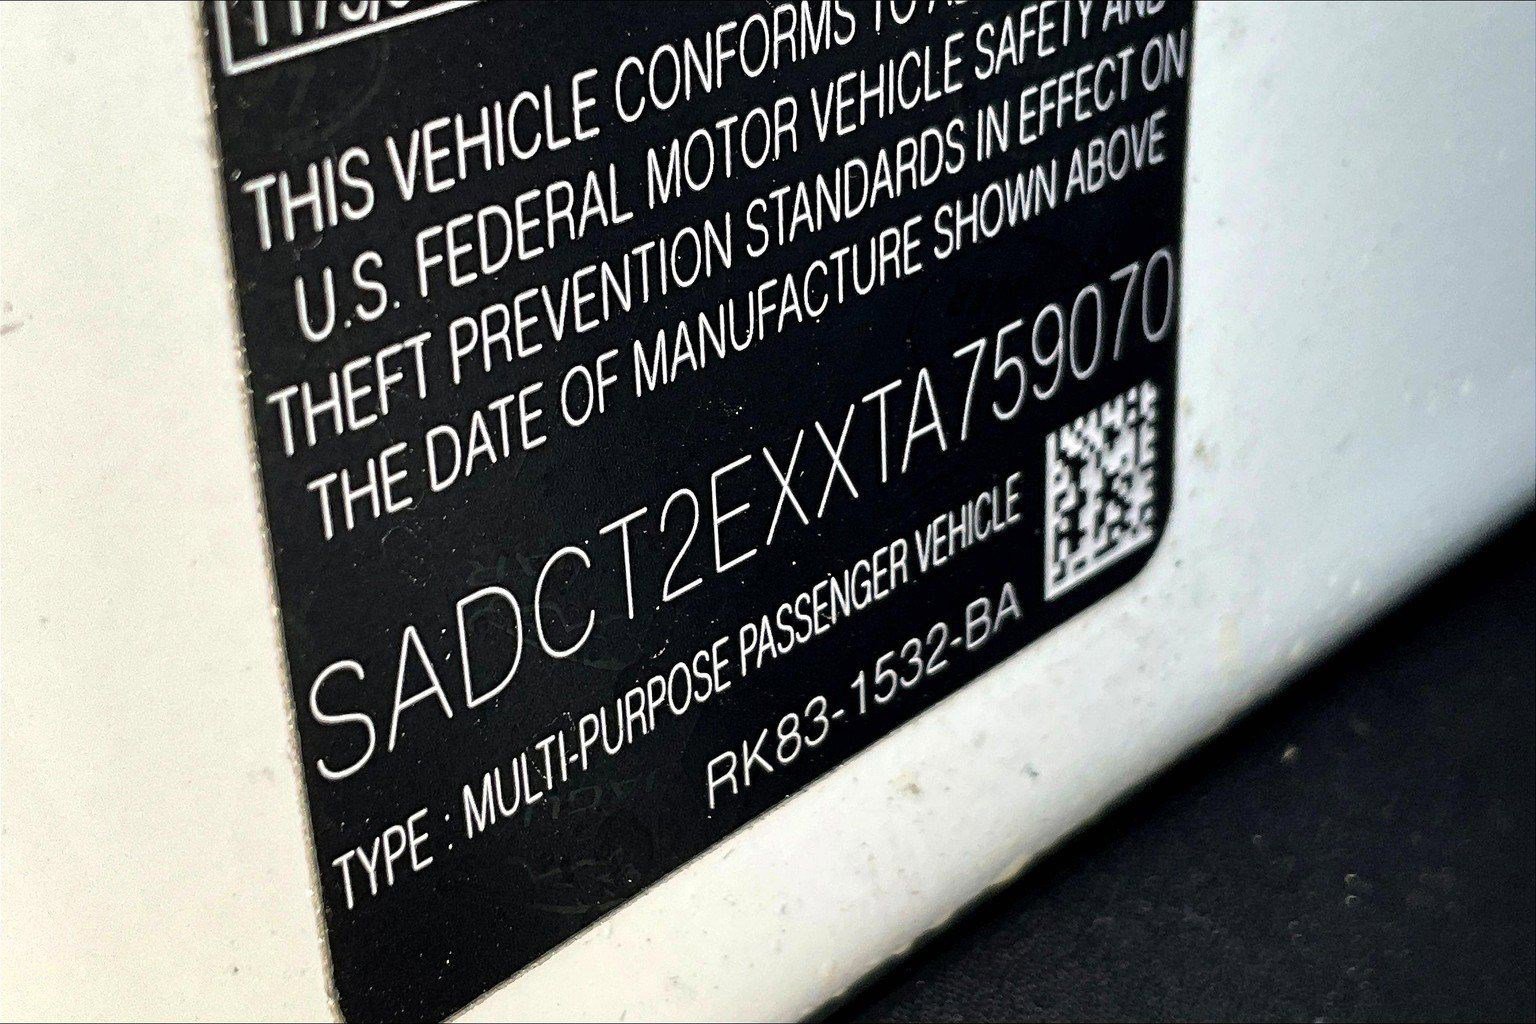 THIS VEHICLE CONFORMS TO
U.S. FEDERAL MOTOR VEHICLE SAFETY AND
THEFT PREVENTION STANDARDS IN EFFECT ON
THE DATE OF MANUFACTURE SHOWN ABOVE
SADCT2EXXTA759070
TYPE : MULTI-PURPOSE PASSENGER VEHICLE
RK83-1532-BA